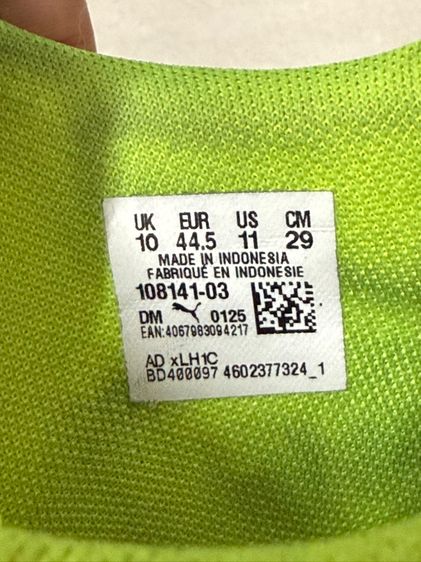 UK EUR US CM
10 44.5 11 29
MADE IN INDONESIA
FABRIQUÉ EN INDONESIE
108141-03
DM 0125
EAN:4067983094217
AD xLH1C
BD400097 4602377324_1